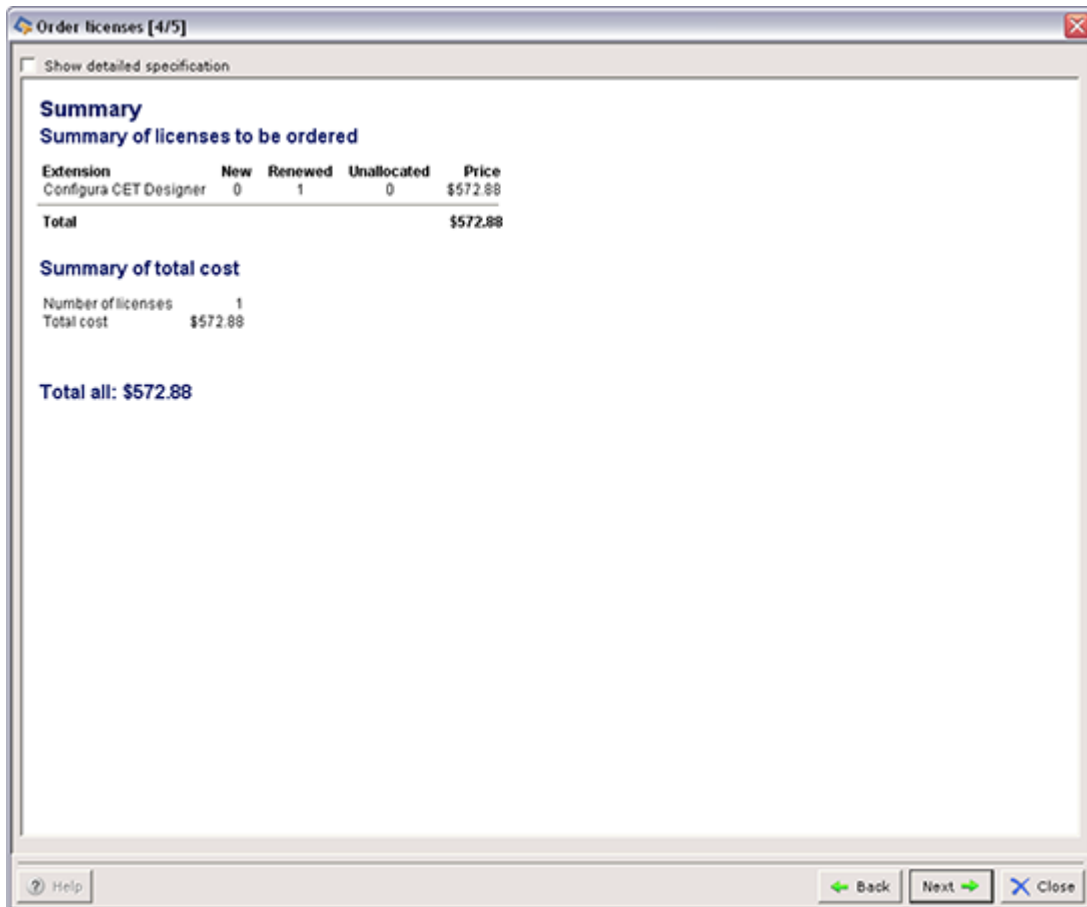 Order licenses [4/5]
Show detailed specification
Summary
Summary of licenses to be ordered
Extension New Renewed Unallocated Price
Configura CET Designer 0 1 0 $572.88
Total $572.88
Summary of total cost
Number of licenses 1
Total cost $572.88
Total all: $572.88
Help Back Next Close